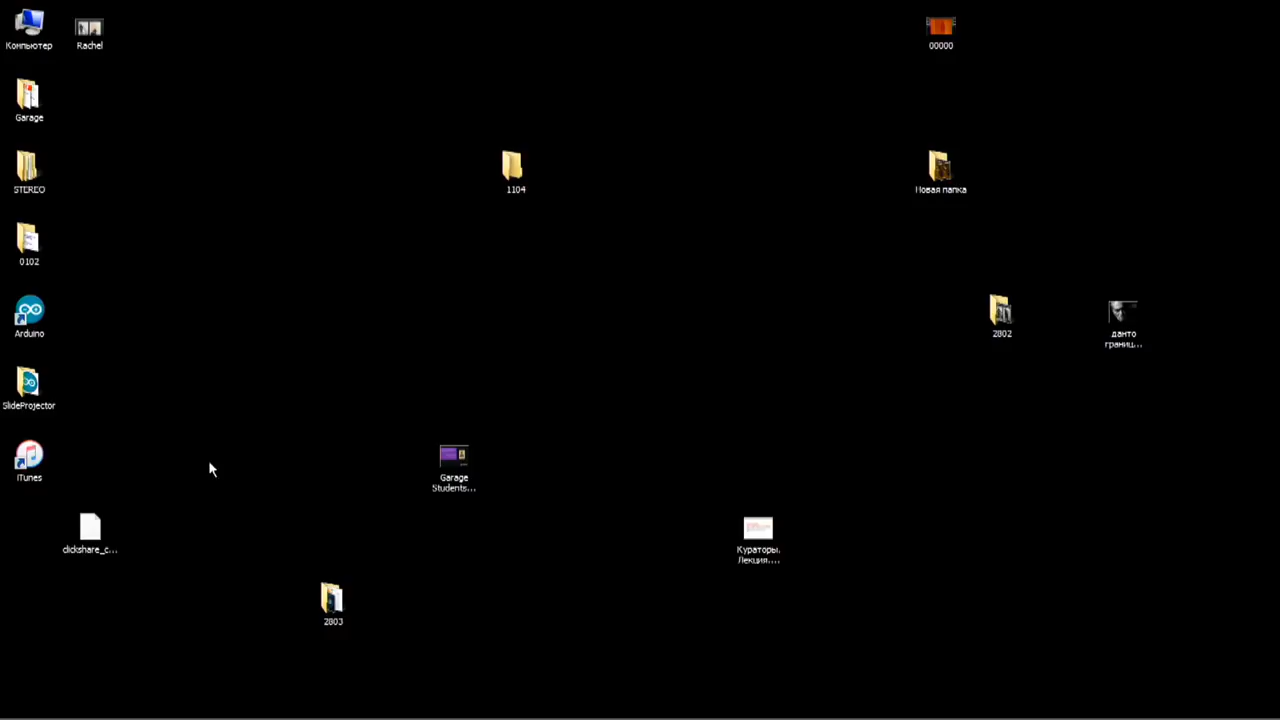 Компьютер
Rachel
00000
Garage
STEREO
1104
Новая папка
0102
Arduino
2802
данто
границ...
SlideProjector
iTunes
Garage
Students...
clickshare_c...
Кураторы.
Лекция....
2803